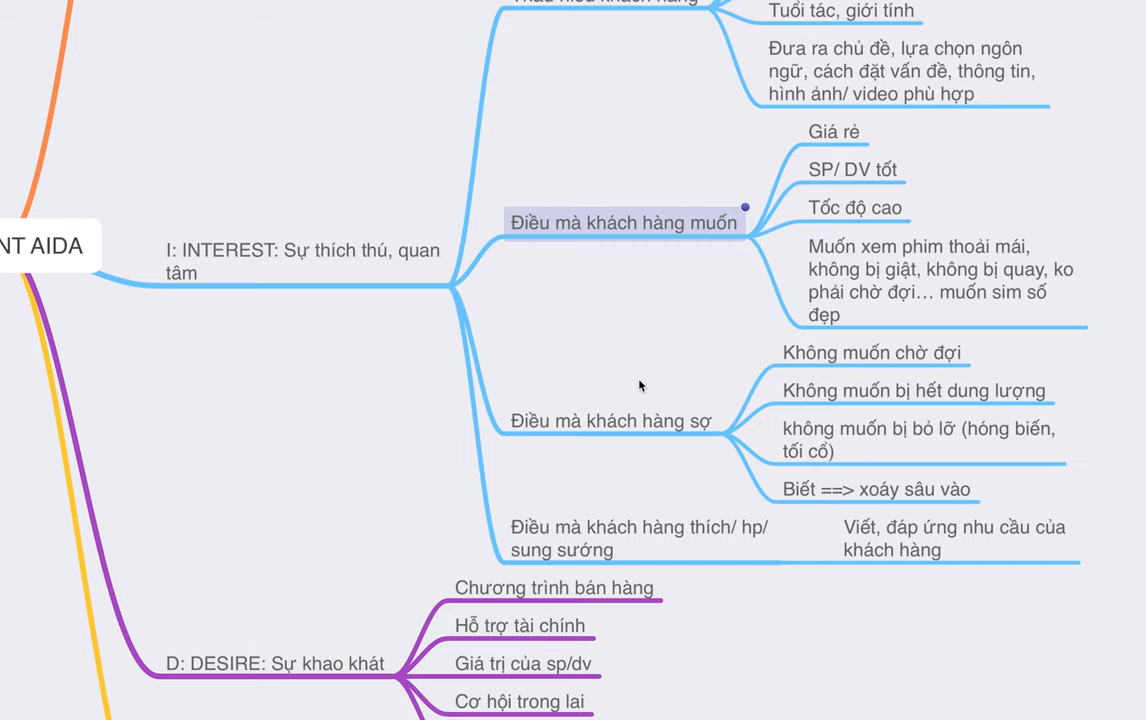 Tuổi tác, giới tính
Đưa ra chủ đề, lựa chọn ngôn
ngữ, cách đặt vấn đề, thông tin,
hình ảnh/ video phù hợp
Giá rẻ
SP/ DV tốt
Điều mà khách hàng muốn
Tốc độ cao
NT AIDA
I: INTEREST: Sự thích thú, quan
tâm
Muốn xem phim thoải mái,
không bị giật, không bị quay, ko
phải chờ đợi... muốn sim số
đẹp
Không muốn chờ đợi
Không muốn bị hết dung lượng
Điều mà khách hàng sợ
không muốn bị bỏ lỡ (hóng biến,
tối cổ)
Biết ==> xoáy sâu vào
Điều mà khách hàng thích/ hp/
sung sướng
Viết, đáp ứng nhu cầu của
khách hàng
Chương trình bán hàng
Hỗ trợ tài chính
D: DESIRE: Sự khao khát
Giá trị của sp/dv
Cơ hội trong lai